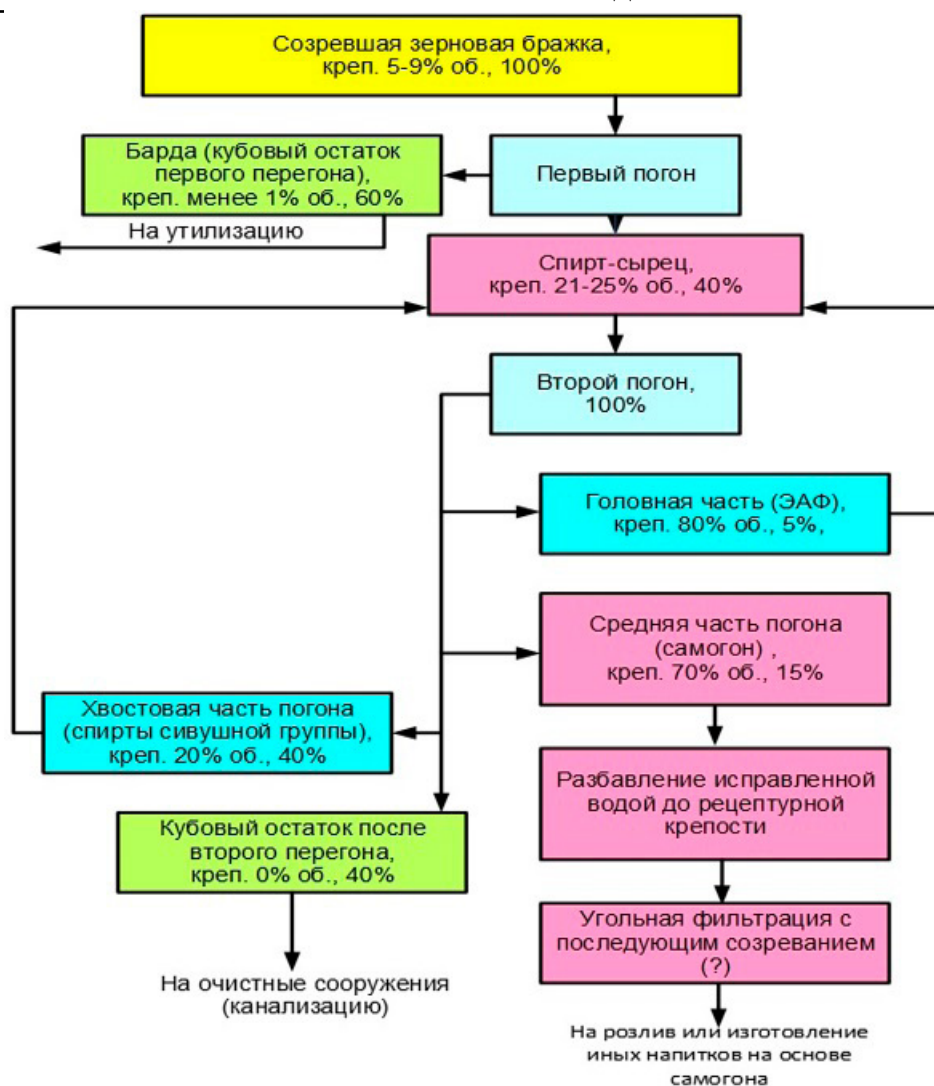 Созревшая зерновая бражка,
креп. 5-9% об., 100%
Барда (кубовый остаток
первого перегона),
креп. менее 1% об., 60%
Первый погон
На утилизацию
Спирт-сырец,
креп. 21-25% об., 40%
Второй погон,
100%
Головная часть (ЭАФ),
креп. 80% об., 5%,
Средняя часть погона
(самогон) ,
креп. 70% об., 15%
Хвостовая часть погона
(спирты сивушной группы),
креп. 20% об., 40%
Разбавление исправленной
водой до рецептурной
крепости
Кубовый остаток после
второго перегона,
креп. 0% об., 40%
Угольная фильтрация с
последующим созреванием
(?)
На очистные сооружения
(канализацию)
На розлив или изготовление
иных напитков на основе
самогона